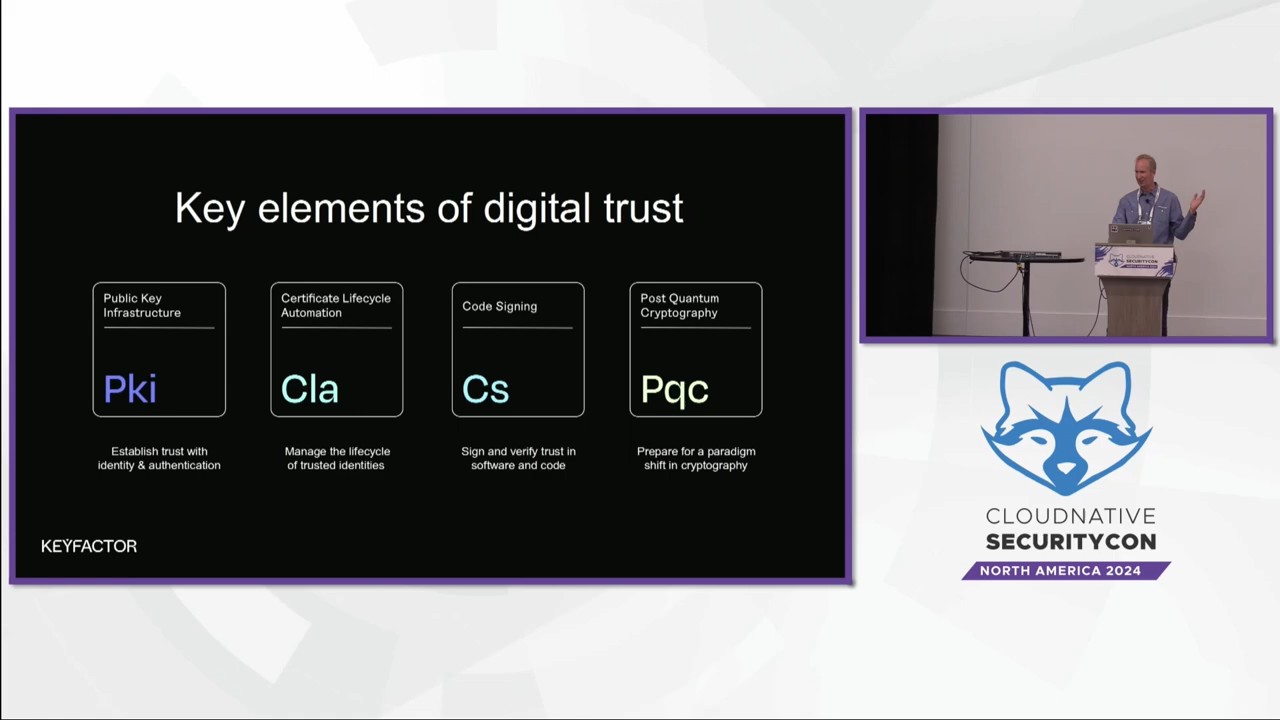 Key elements of digital trust
Public Key
Infrastructure
Pki
Establish trust with
identity & authentication
Certificate Lifecycle
Automation
Cla
Manage the lifecycle
of trusted identities
Code Signing
Cs
Sign and verify trust in
software and code
Post Quantum
Cryptography
Pqc
Prepare for a paradigm
shift in cryptography
KEYFACTOR
CLOUDNATIVE
SECURITYCON
CLOUDNATIVE
SECURITYCON
NORTH AMERICA 2024